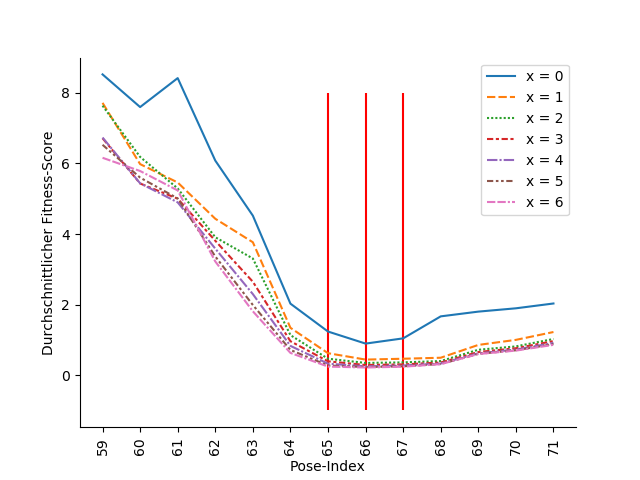 x = 0
x = 1
x = 2
x = 3
x = 4
x = 5
x = 6
Durchschnittlicher Fitness-Score
8
6
4
2
0
59 60 61 62 63 64 65 66 67 68 69 70 71
Pose-Index